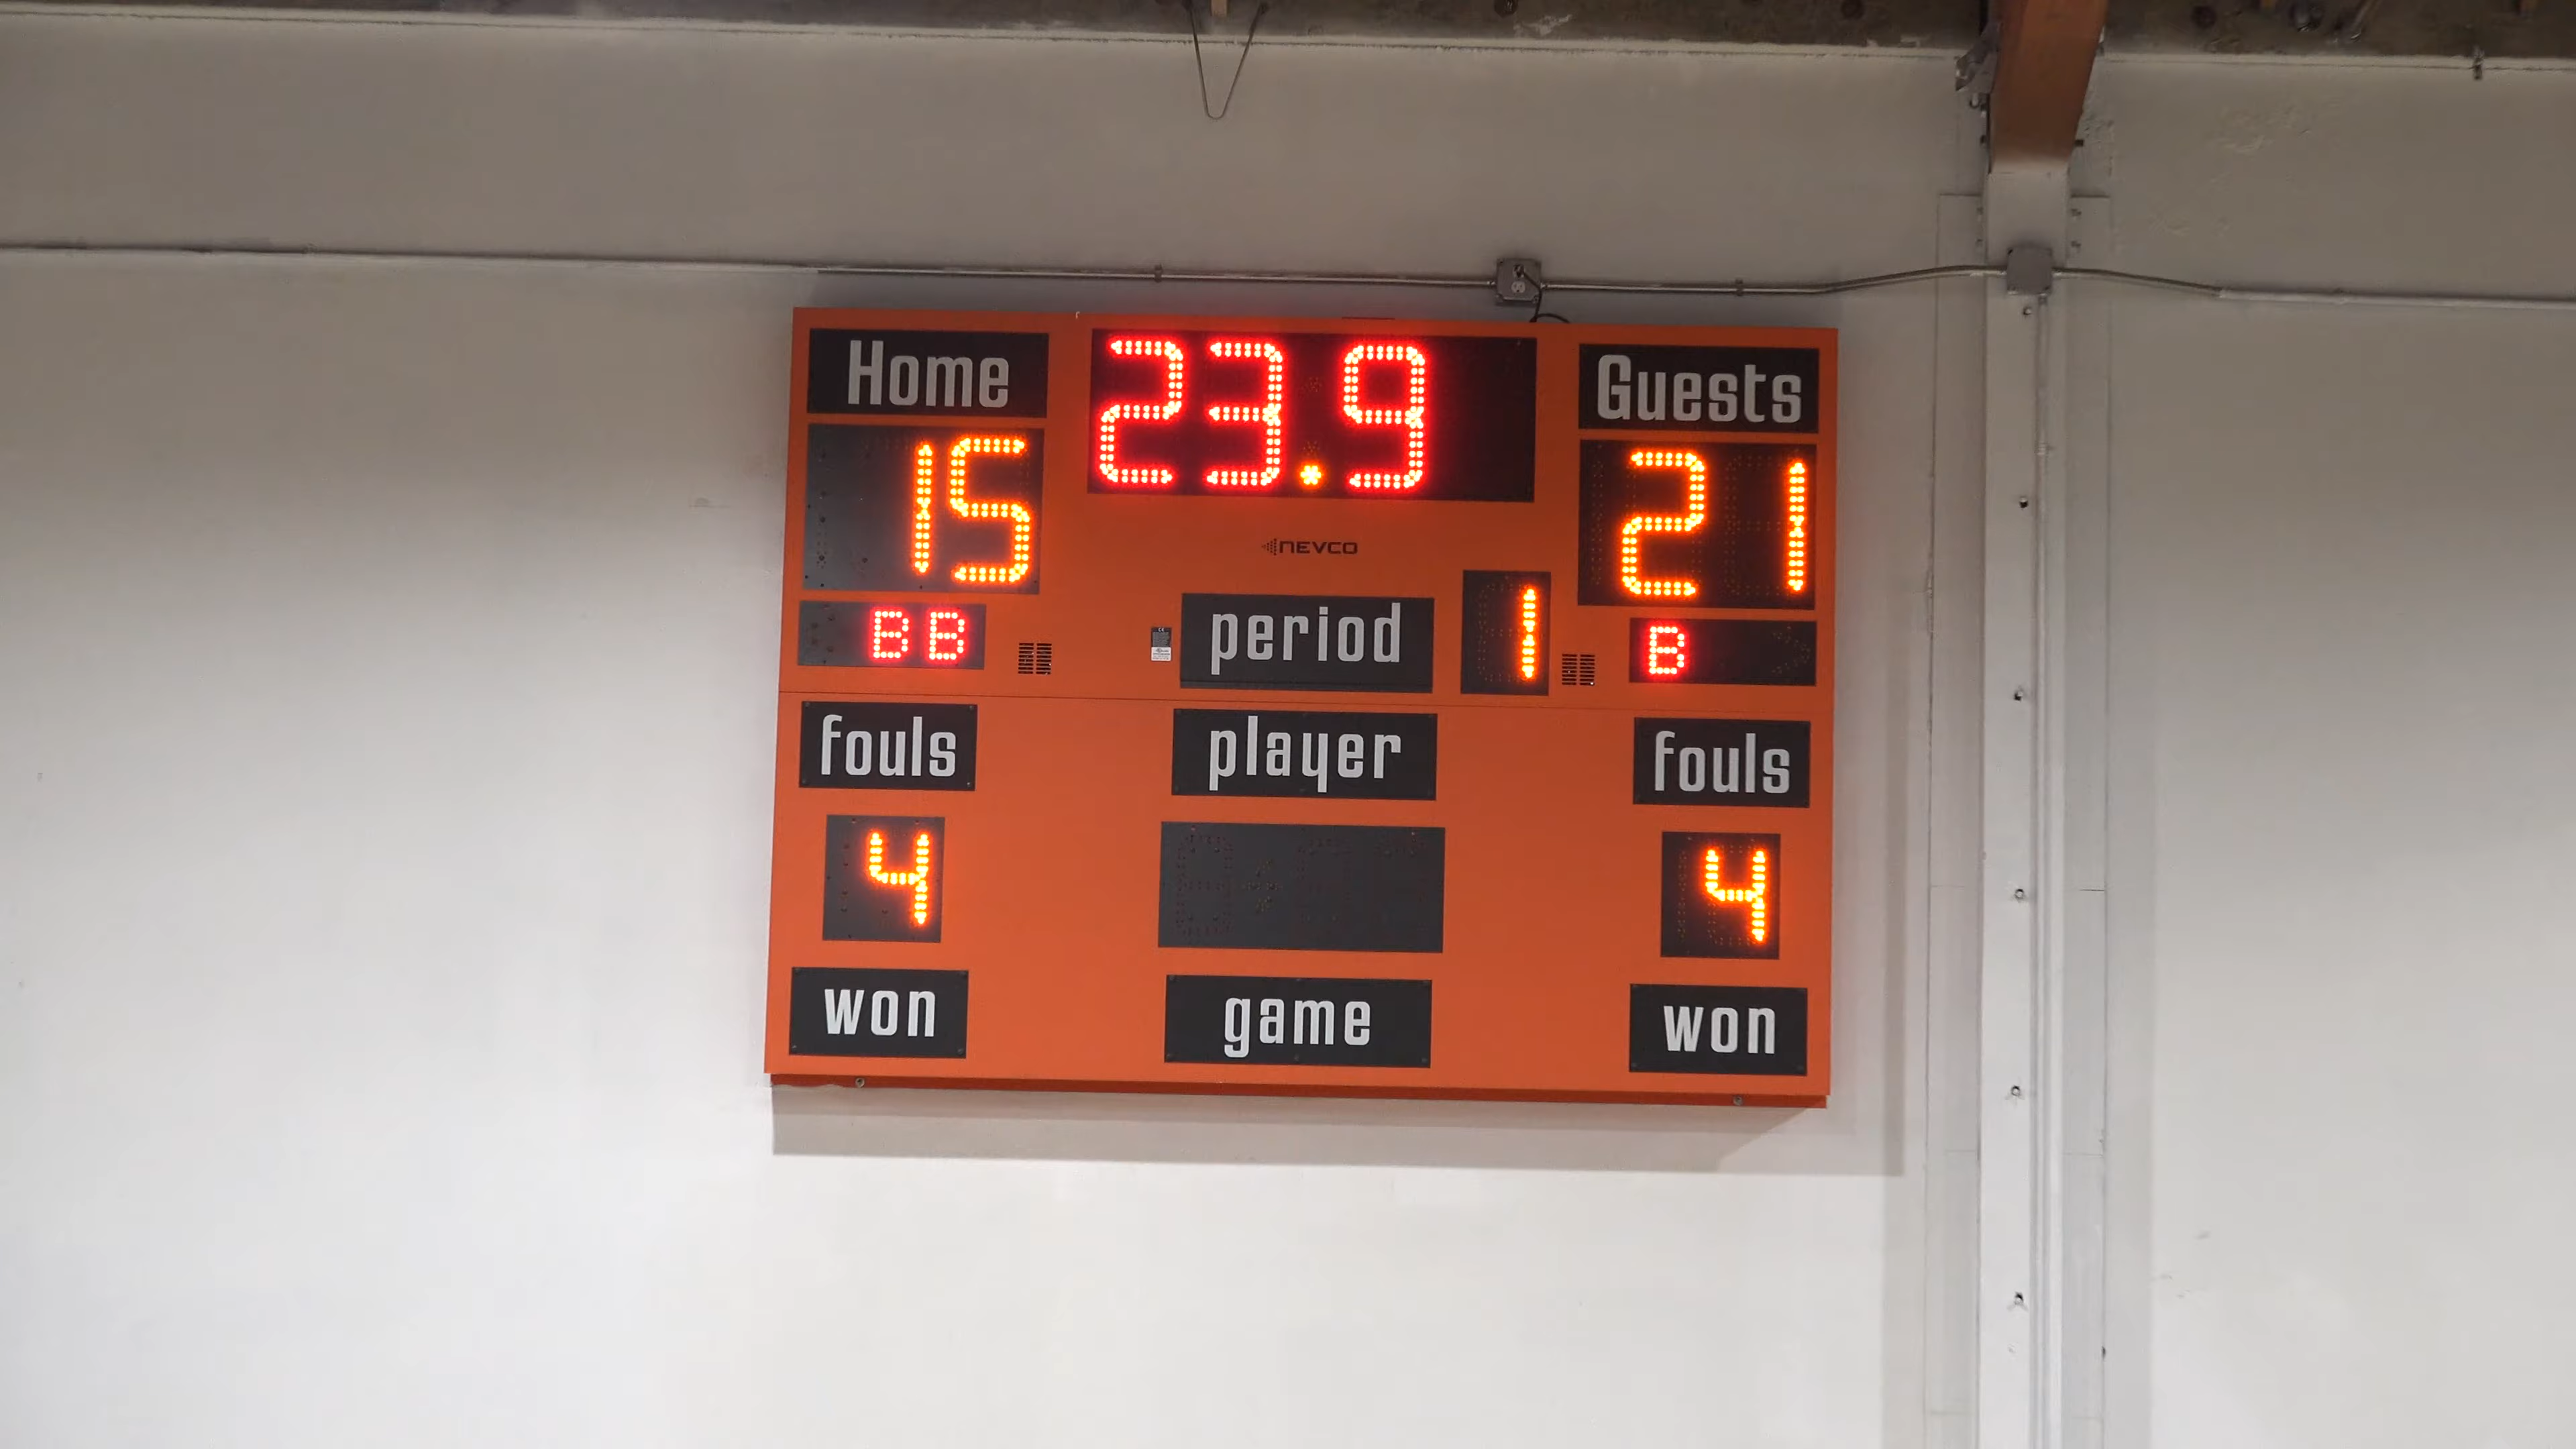 Home 23.9 Guests
15 21
NEVCO
BB period 1 B
fouls player fouls
4 4
won game won